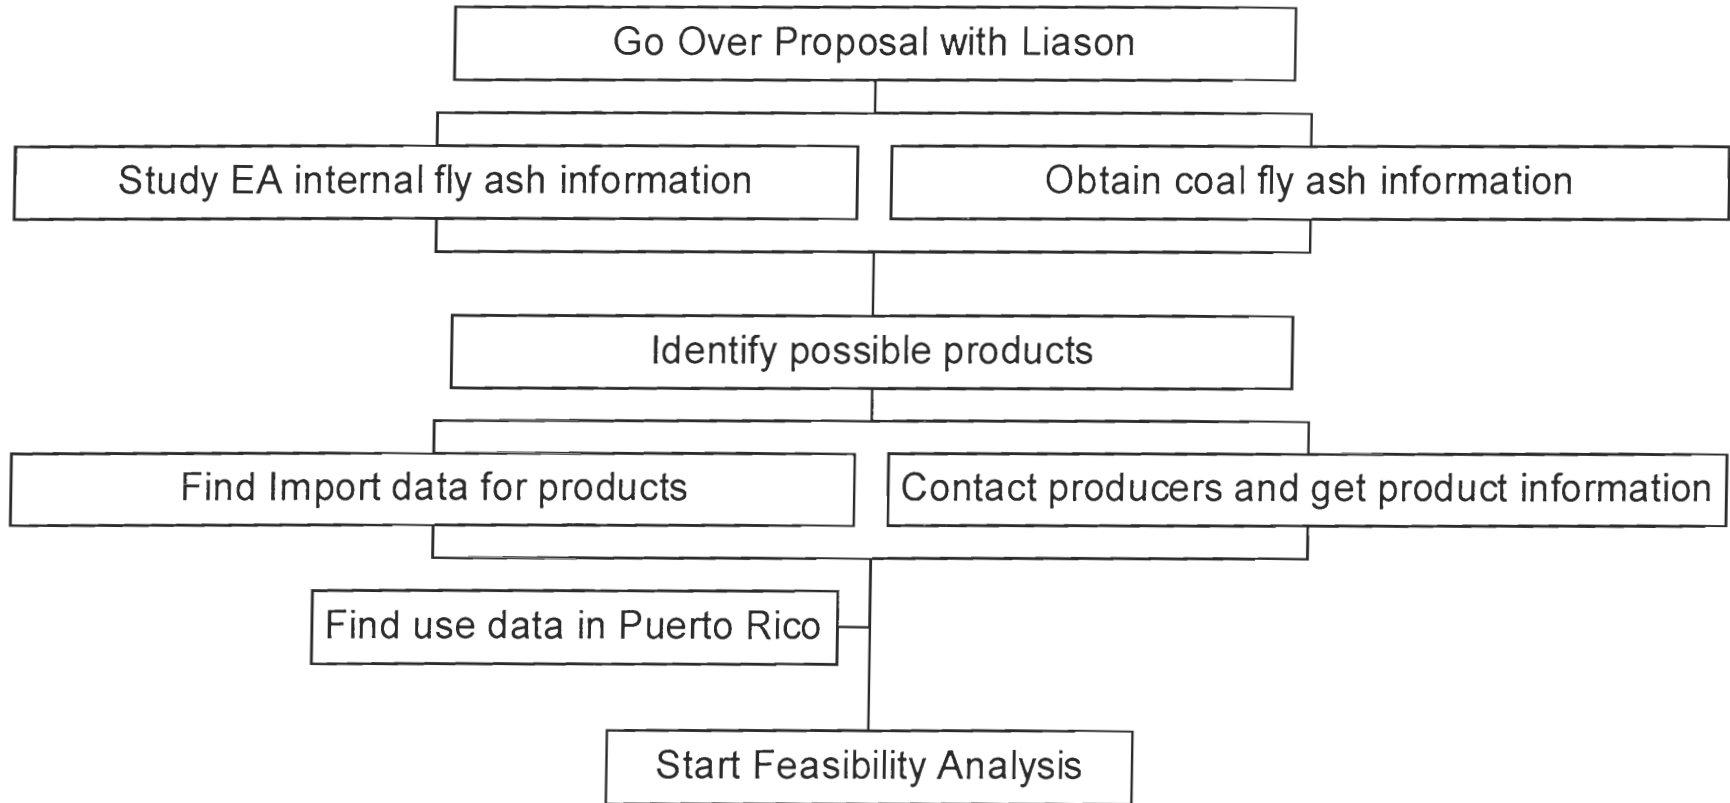 Go Over Proposal with Liason
Study EA internal fly ash information
Obtain coal fly ash information
Identify possible products
Find Import data for products
Contact producers and get product information
Find use data in Puerto Rico
Start Feasibility Analysis